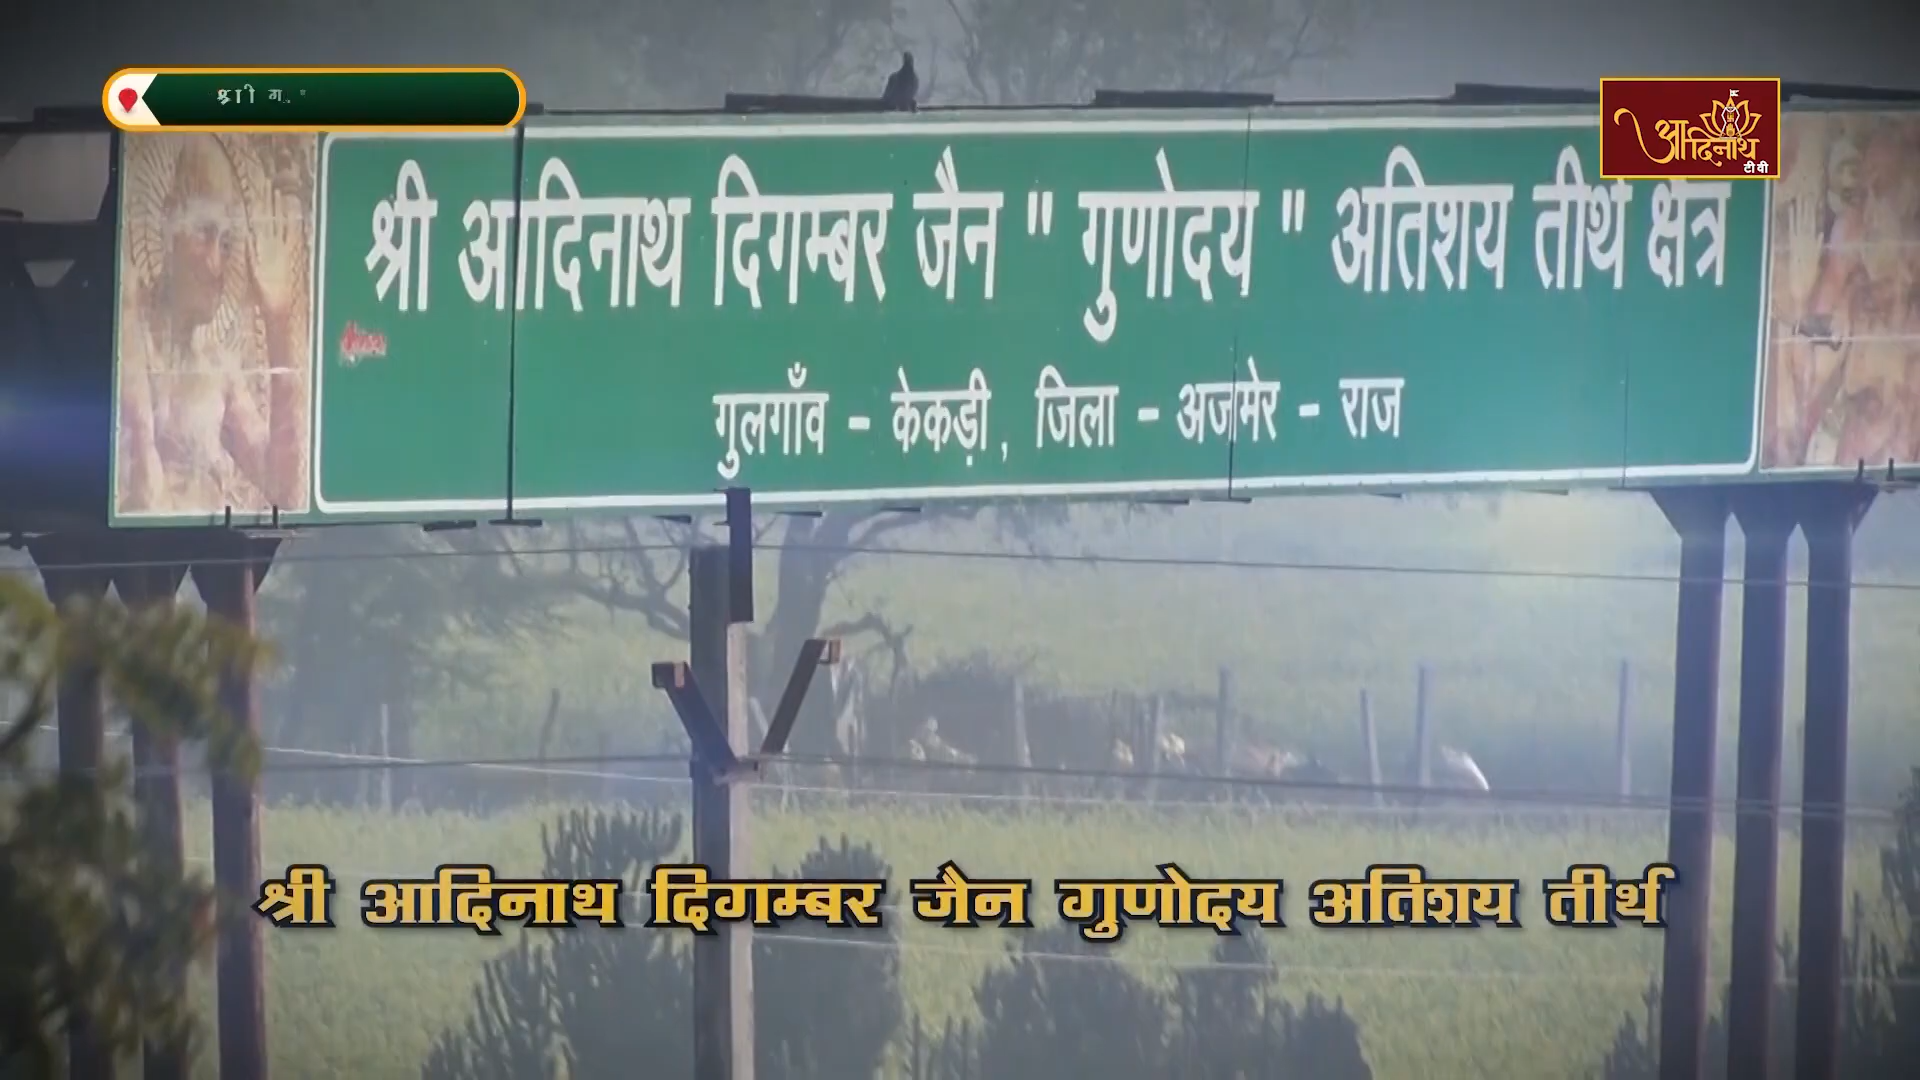 आदिनाथ
टीवी
श्री आदिनाथ दिगम्बर जैन " गुणोदय " अतिशय तीर्थ क्षेत्र
गुलगाँव - केकड़ी, जिला - अजमेर - राज
श्री आदिनाथ दिगम्बर जैन गुणोदय अतिशय तीर्थ